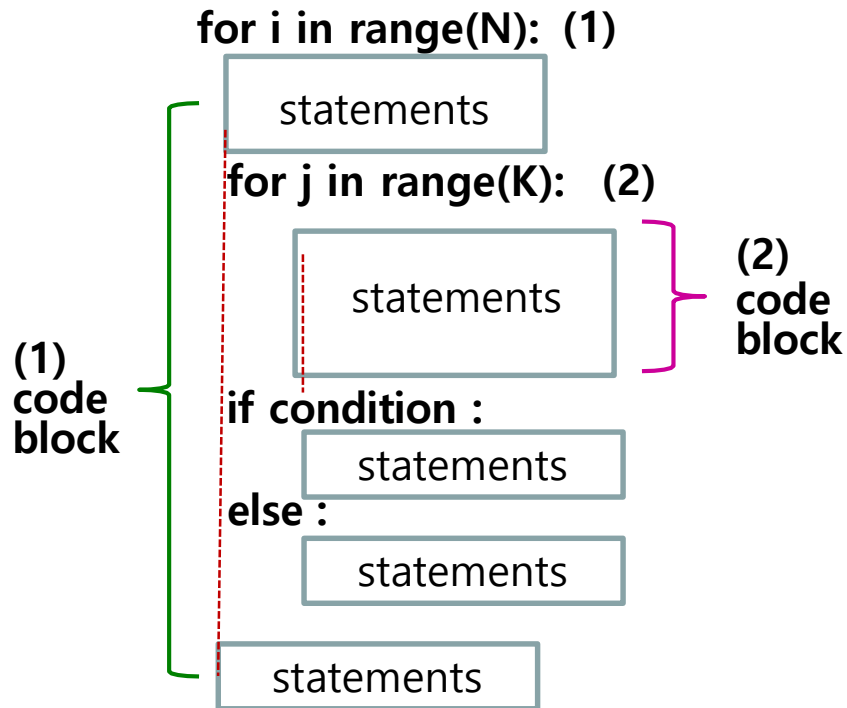 for i in range(N): (1)
statements
for j in range(K): (2)
statements
(2)
code
block
(1)
code
block
if condition :
statements
else :
statements
statements